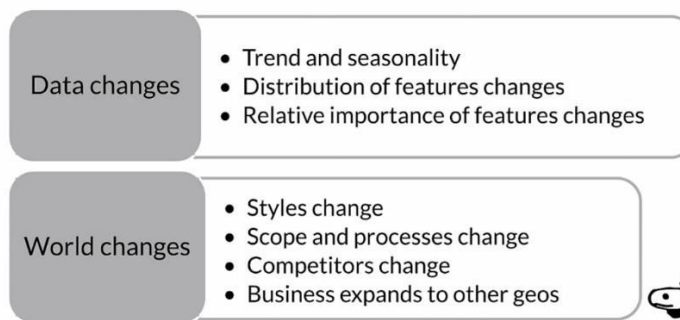 Data changes
• Trend and seasonality
• Distribution of features changes
• Relative importance of features changes
World changes
• Styles change
• Scope and processes change
• Competitors change
• Business expands to other geos